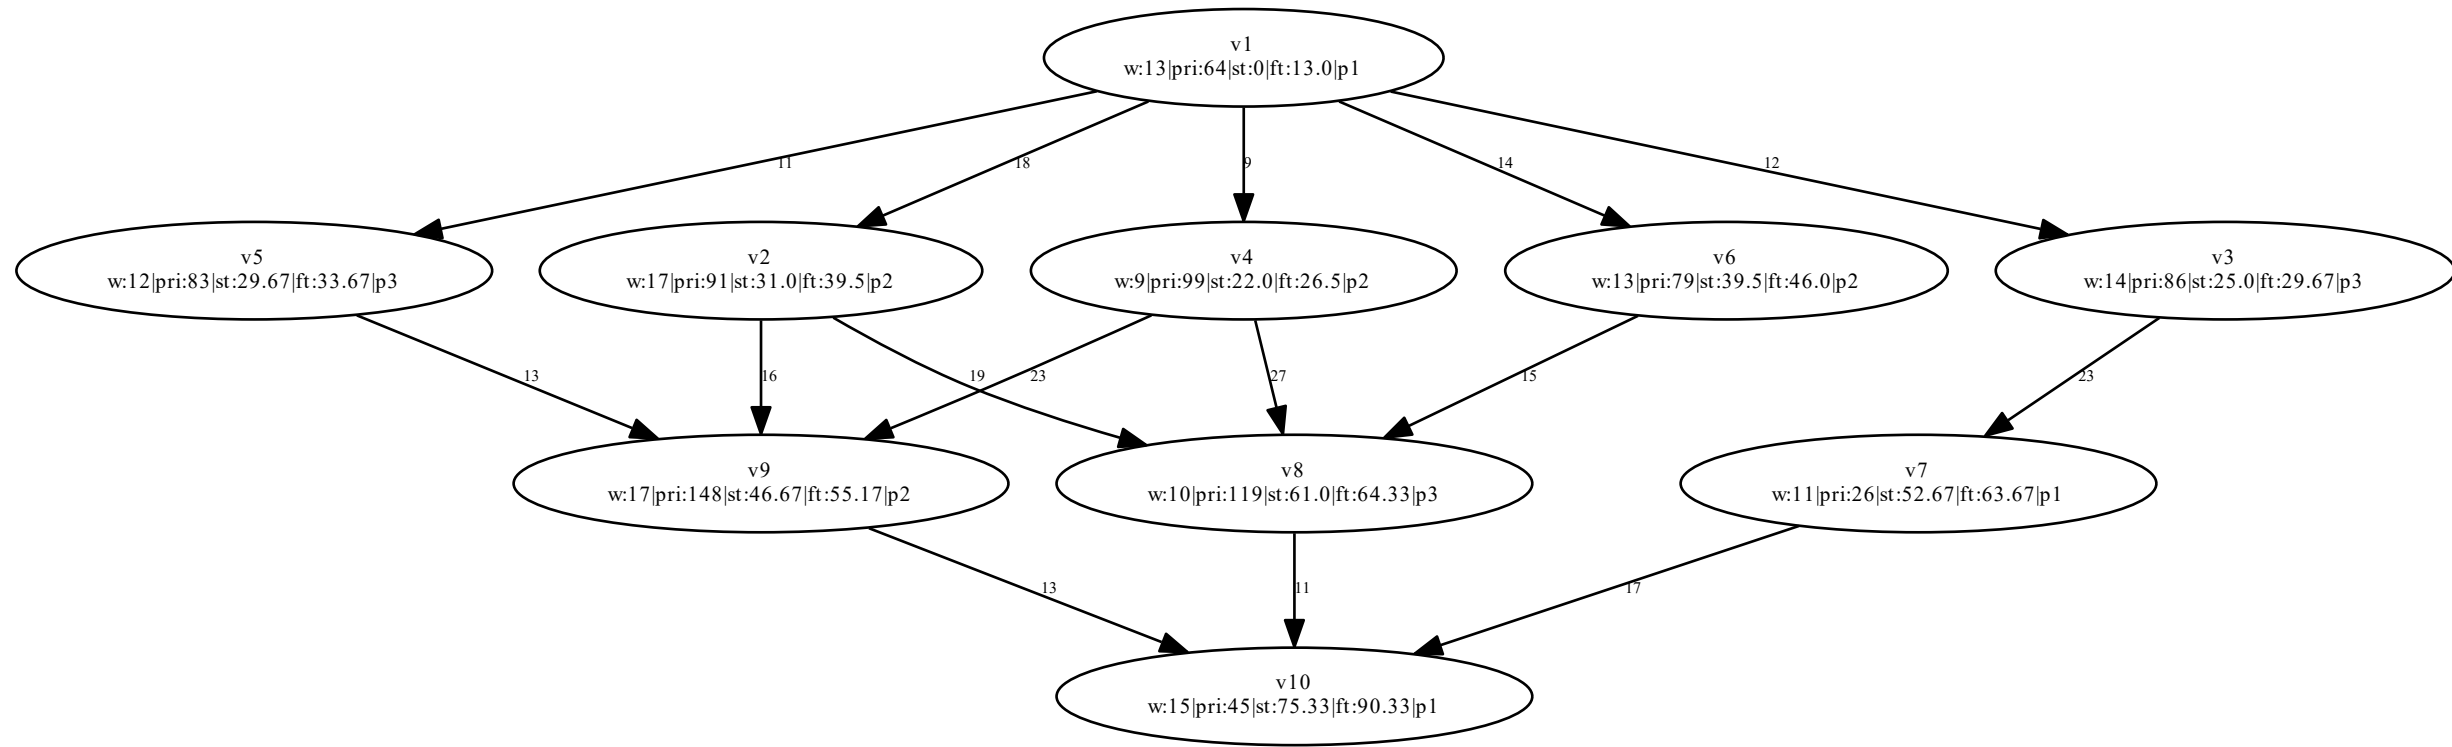 v1
w:13|pri:64|st:0|ft:13.0|p1
11
18
9
14
12
v5
w:12|pri:83|st:29.67|ft:33.67|p3
v2
w:17|pri:91|st:31.0|ft:39.5|p2
v4
w:9|pri:99|st:22.0|ft:26.5|p2
v6
w:13|pri:79|st:39.5|ft:46.0|p2
v3
w:14|pri:86|st:25.0|ft:29.67|p3
13
16
19
23
27
15
23
v9
w:17|pri:148|st:46.67|ft:55.17|p2
v8
w:10|pri:119|st:61.0|ft:64.33|p3
v7
w:11|pri:26|st:52.67|ft:63.67|p1
13
11
17
v10
w:15|pri:45|st:75.33|ft:90.33|p1